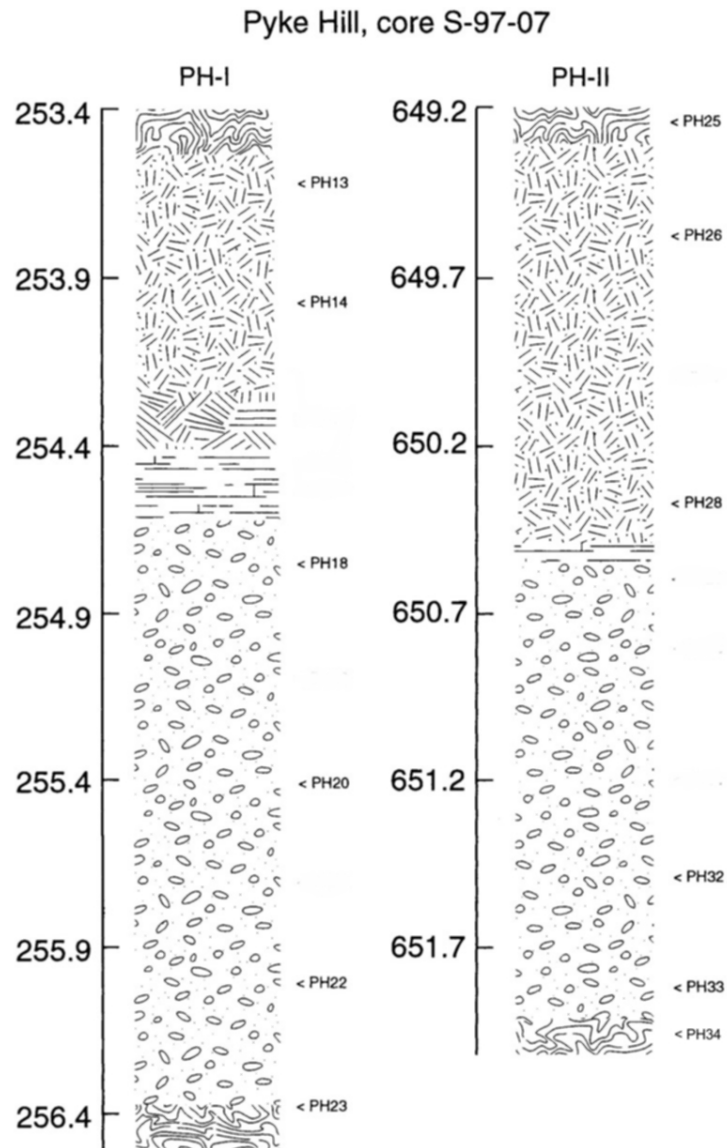 Pyke Hill, core S-97-07
PH-I
253.4
< PH13
253.9
< PH14
254.4
< PH18
254.9
255.4
< PH20
255.9
< PH22
< PH23
256.4
PH-II
649.2
< PH25
< PH26
649.7
650.2
< PH28
650.7
651.2
< PH32
651.7
< PH33
< PH34